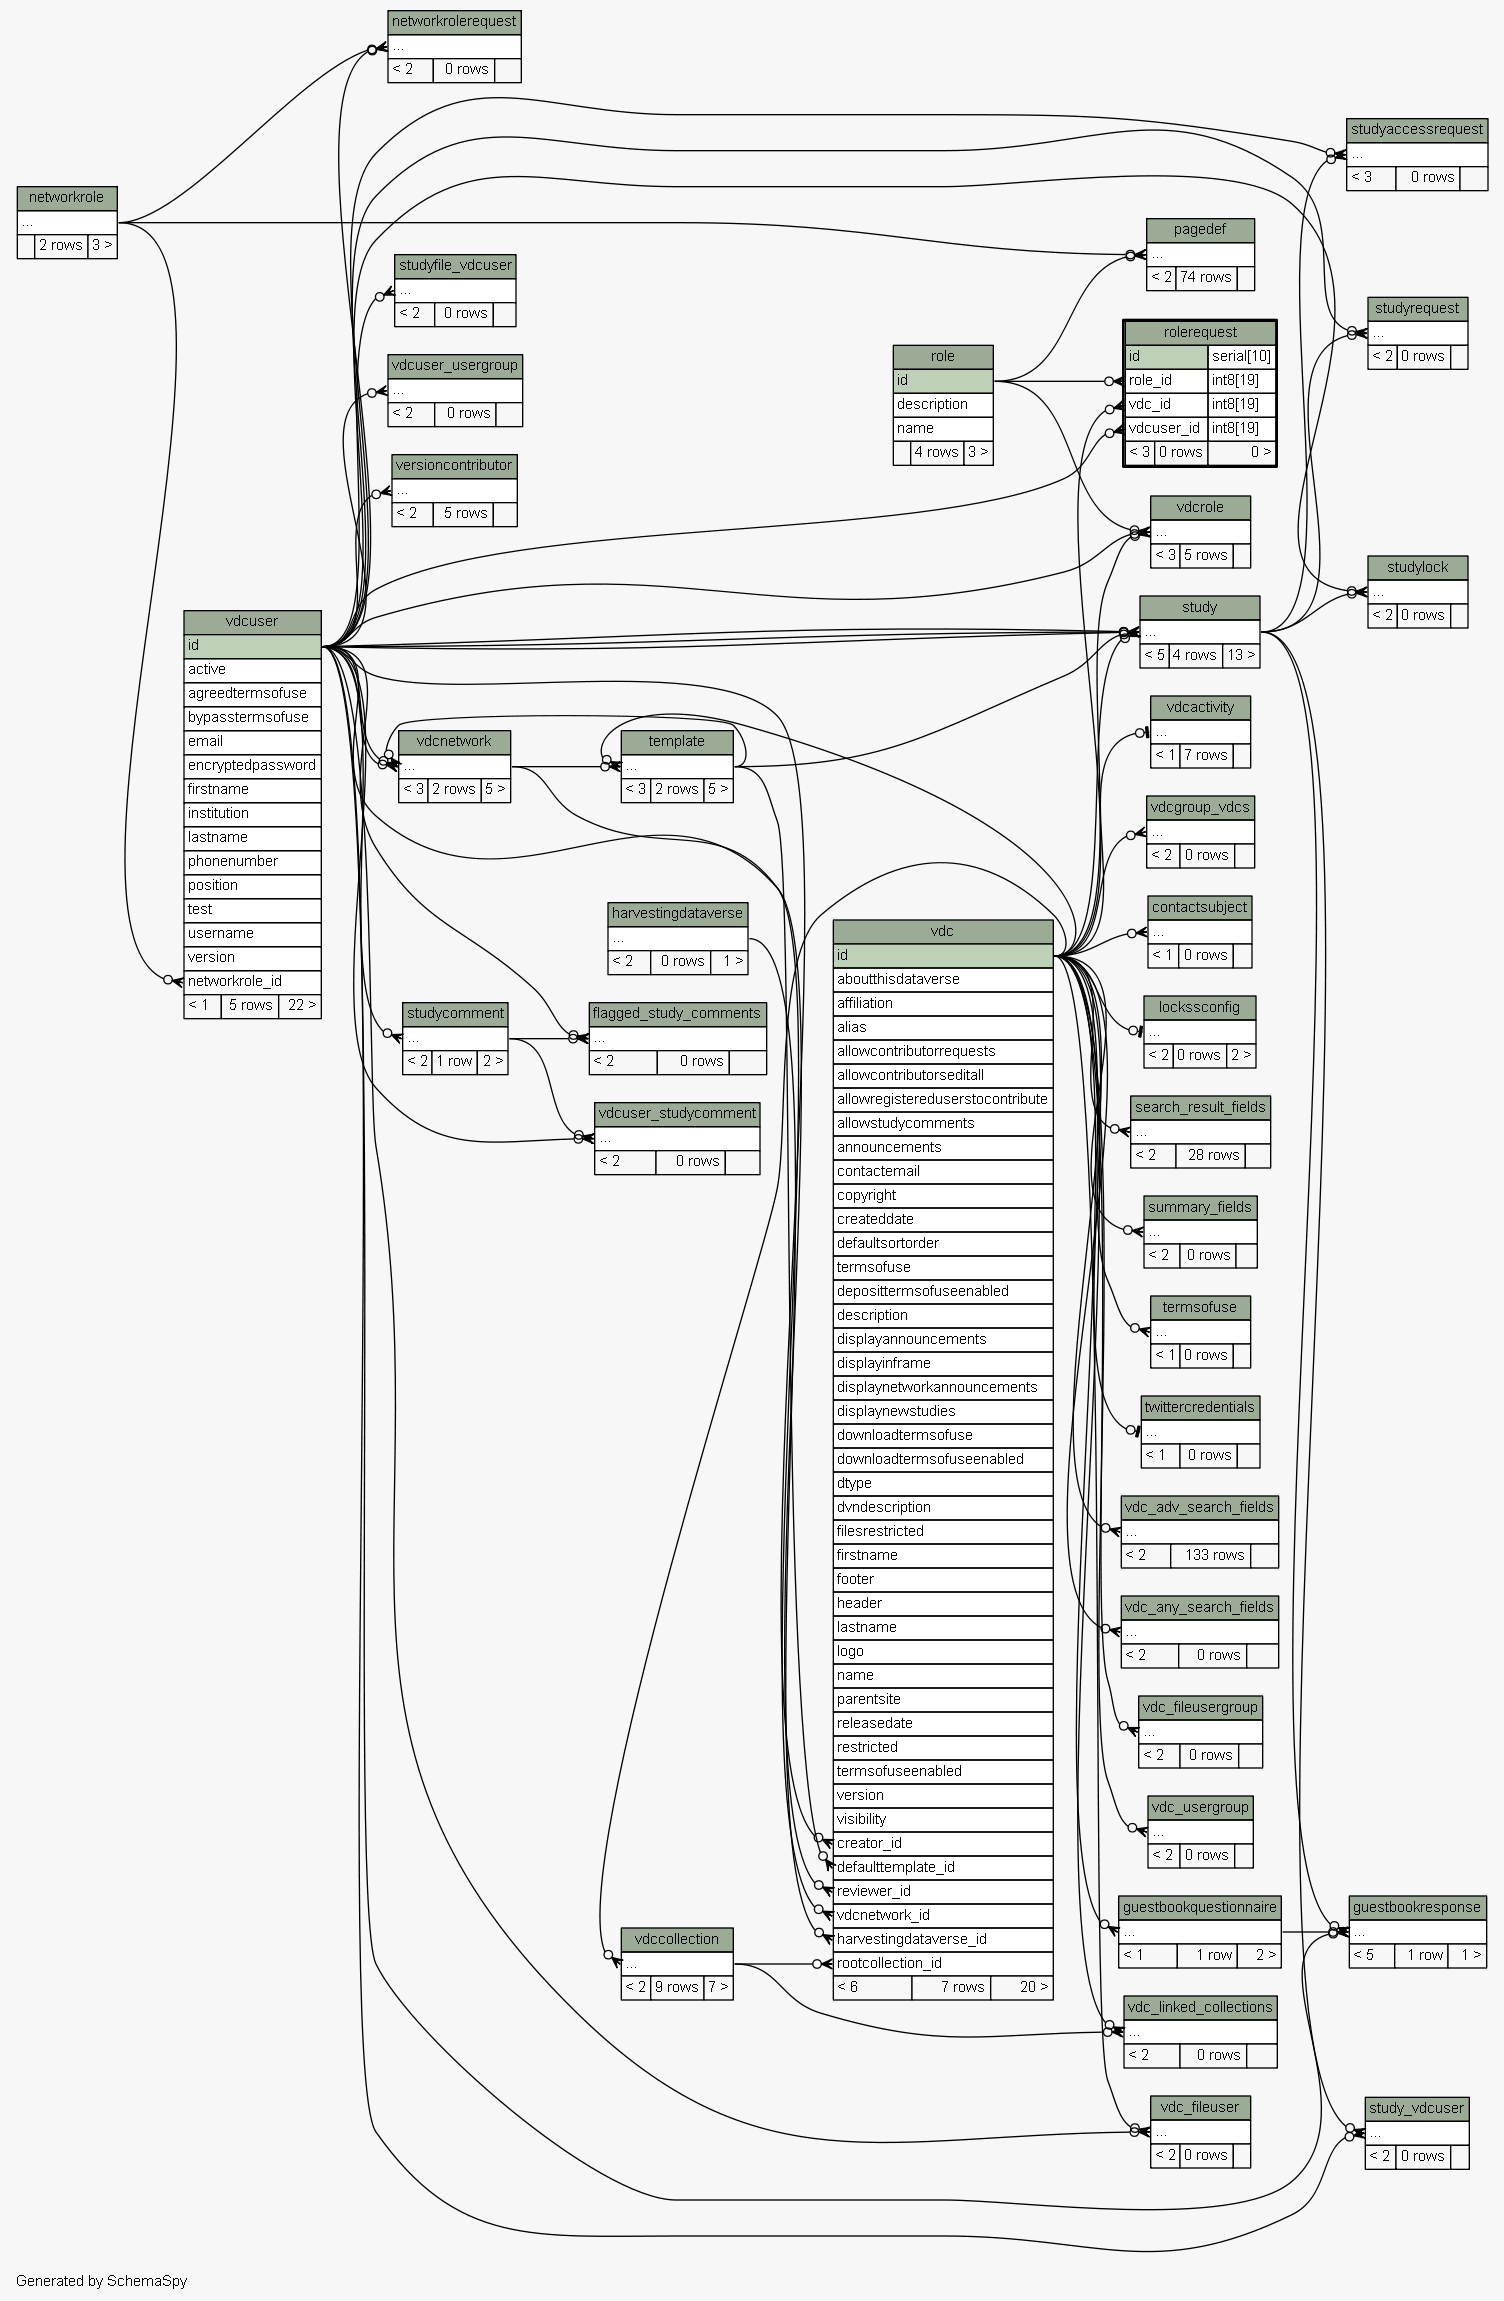 networkrolerequest
...
< 2 0 rows
studyaccessrequest
...
< 3 0 rows
networkrole
...
2 rows 3 >
pagedef
...
< 2 74 rows
studyfile_vdcuser
...
< 2 0 rows
studyrequest
...
< 2 0 rows
rolerequest
id serial[10]
role_id int8[19]
vdc_id int8[19]
vdcuser_id int8[19]
< 3 0 rows 0 >
role
id
description
name
4 rows 3 >
vdcuser_usergroup
...
< 2 0 rows
versioncontributor
...
< 2 5 rows
vdcrole
...
< 3 5 rows
studylock
...
< 2 0 rows
study
...
< 5 4 rows 13 >
vdcuser
id
active
agreedtermsofuse
bypasstermsofuse
email
encryptedpassword
firstname
institution
lastname
phonenumber
position
test
username
version
networkrole_id
< 1 5 rows 22 >
vdcactivity
...
< 1 7 rows
vdcnetwork
...
< 3 2 rows 5 >
template
...
< 3 2 rows 5 >
vdcgroup_vdcs
...
< 2 0 rows
contactsubject
...
< 1 0 rows
harvestingdataverse
...
< 2 0 rows 1 >
vdc
id
aboutthisdataverse
affiliation
alias
allowcontributorrequests
allowcontributorseditall
allowregistereduserstocontribute
allowstudycomments
announcements
contactemail
copyright
createddate
defaultsortorder
termsofuse
deposittermsofuseenabled
description
displayannouncements
displayinframe
displaynetworkannouncements
displaynewstudies
downloadtermsofuse
downloadtermsofuseenabled
dtype
dvndescription
filesrestricted
firstname
footer
header
lastname
logo
name
parentsite
releasedate
restricted
termsofuseenabled
version
visibility
creator_id
defaulttemplate_id
reviewer_id
vdcnetwork_id
harvestingdataverse_id
rootcollection_id
< 6 7 rows 20 >
lockssconfig
...
< 2 0 rows 2 >
studycomment
...
< 2 1 row 2 >
flagged_study_comments
...
< 2 0 rows
search_result_fields
...
< 2 28 rows
vdcuser_studycomment
...
< 2 0 rows
summary_fields
...
< 2 0 rows
termsofuse
...
< 1 0 rows
twittercredentials
...
< 1 0 rows
vdc_adv_search_fields
...
< 2 133 rows
vdc_any_search_fields
...
< 2 0 rows
vdc_fileusergroup
...
< 2 0 rows
vdc_usergroup
...
< 2 0 rows
guestbookquestionnaire
...
< 1 1 row 2 >
guestbookresponse
...
< 5 1 row 1 >
vdccollection
...
< 2 9 rows 7 >
vdc_linked_collections
...
< 2 0 rows
vdc_fileuser
...
< 2 0 rows
study_vdcuser
...
< 2 0 rows
Generated by SchemaSpy